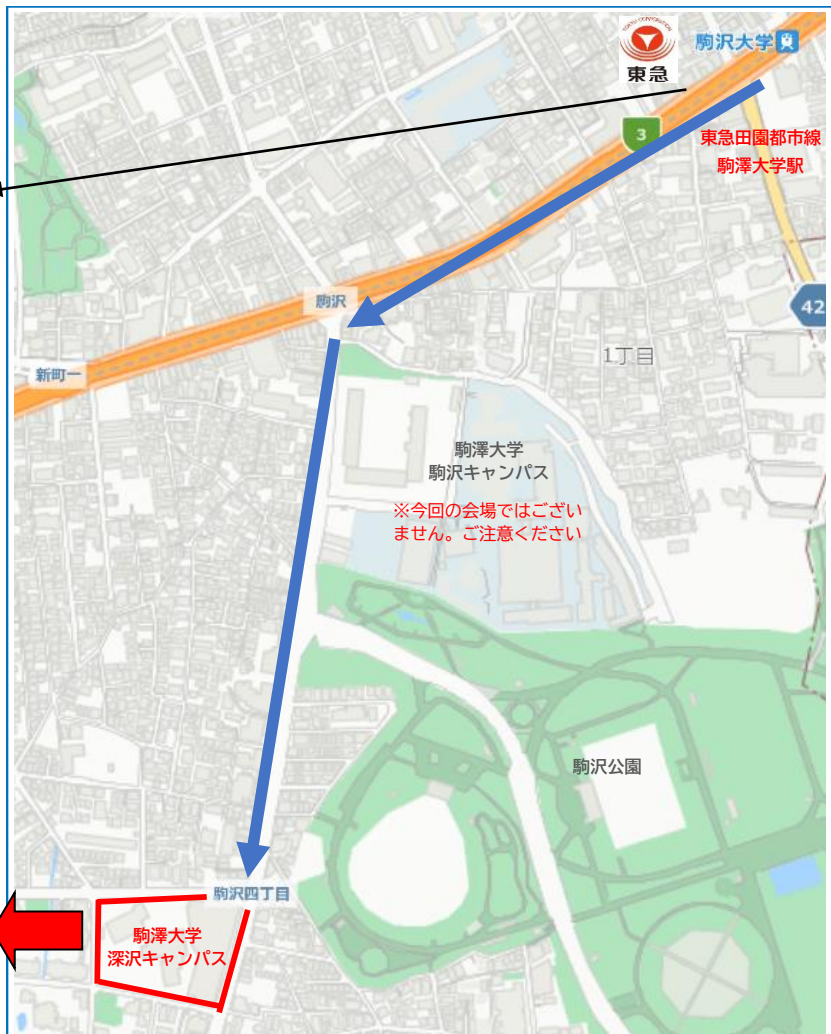 TOKYU CORPORATION
東急
駒沢大学
3
東急田園都市線
駒澤大学駅
駒沢
42
新町一
1丁目
駒澤大学
駒沢キャンパス
※今回の会場ではござい
ません。ご注意ください
駒沢公園
駒沢四丁目
駒澤大学
深沢キャンパス